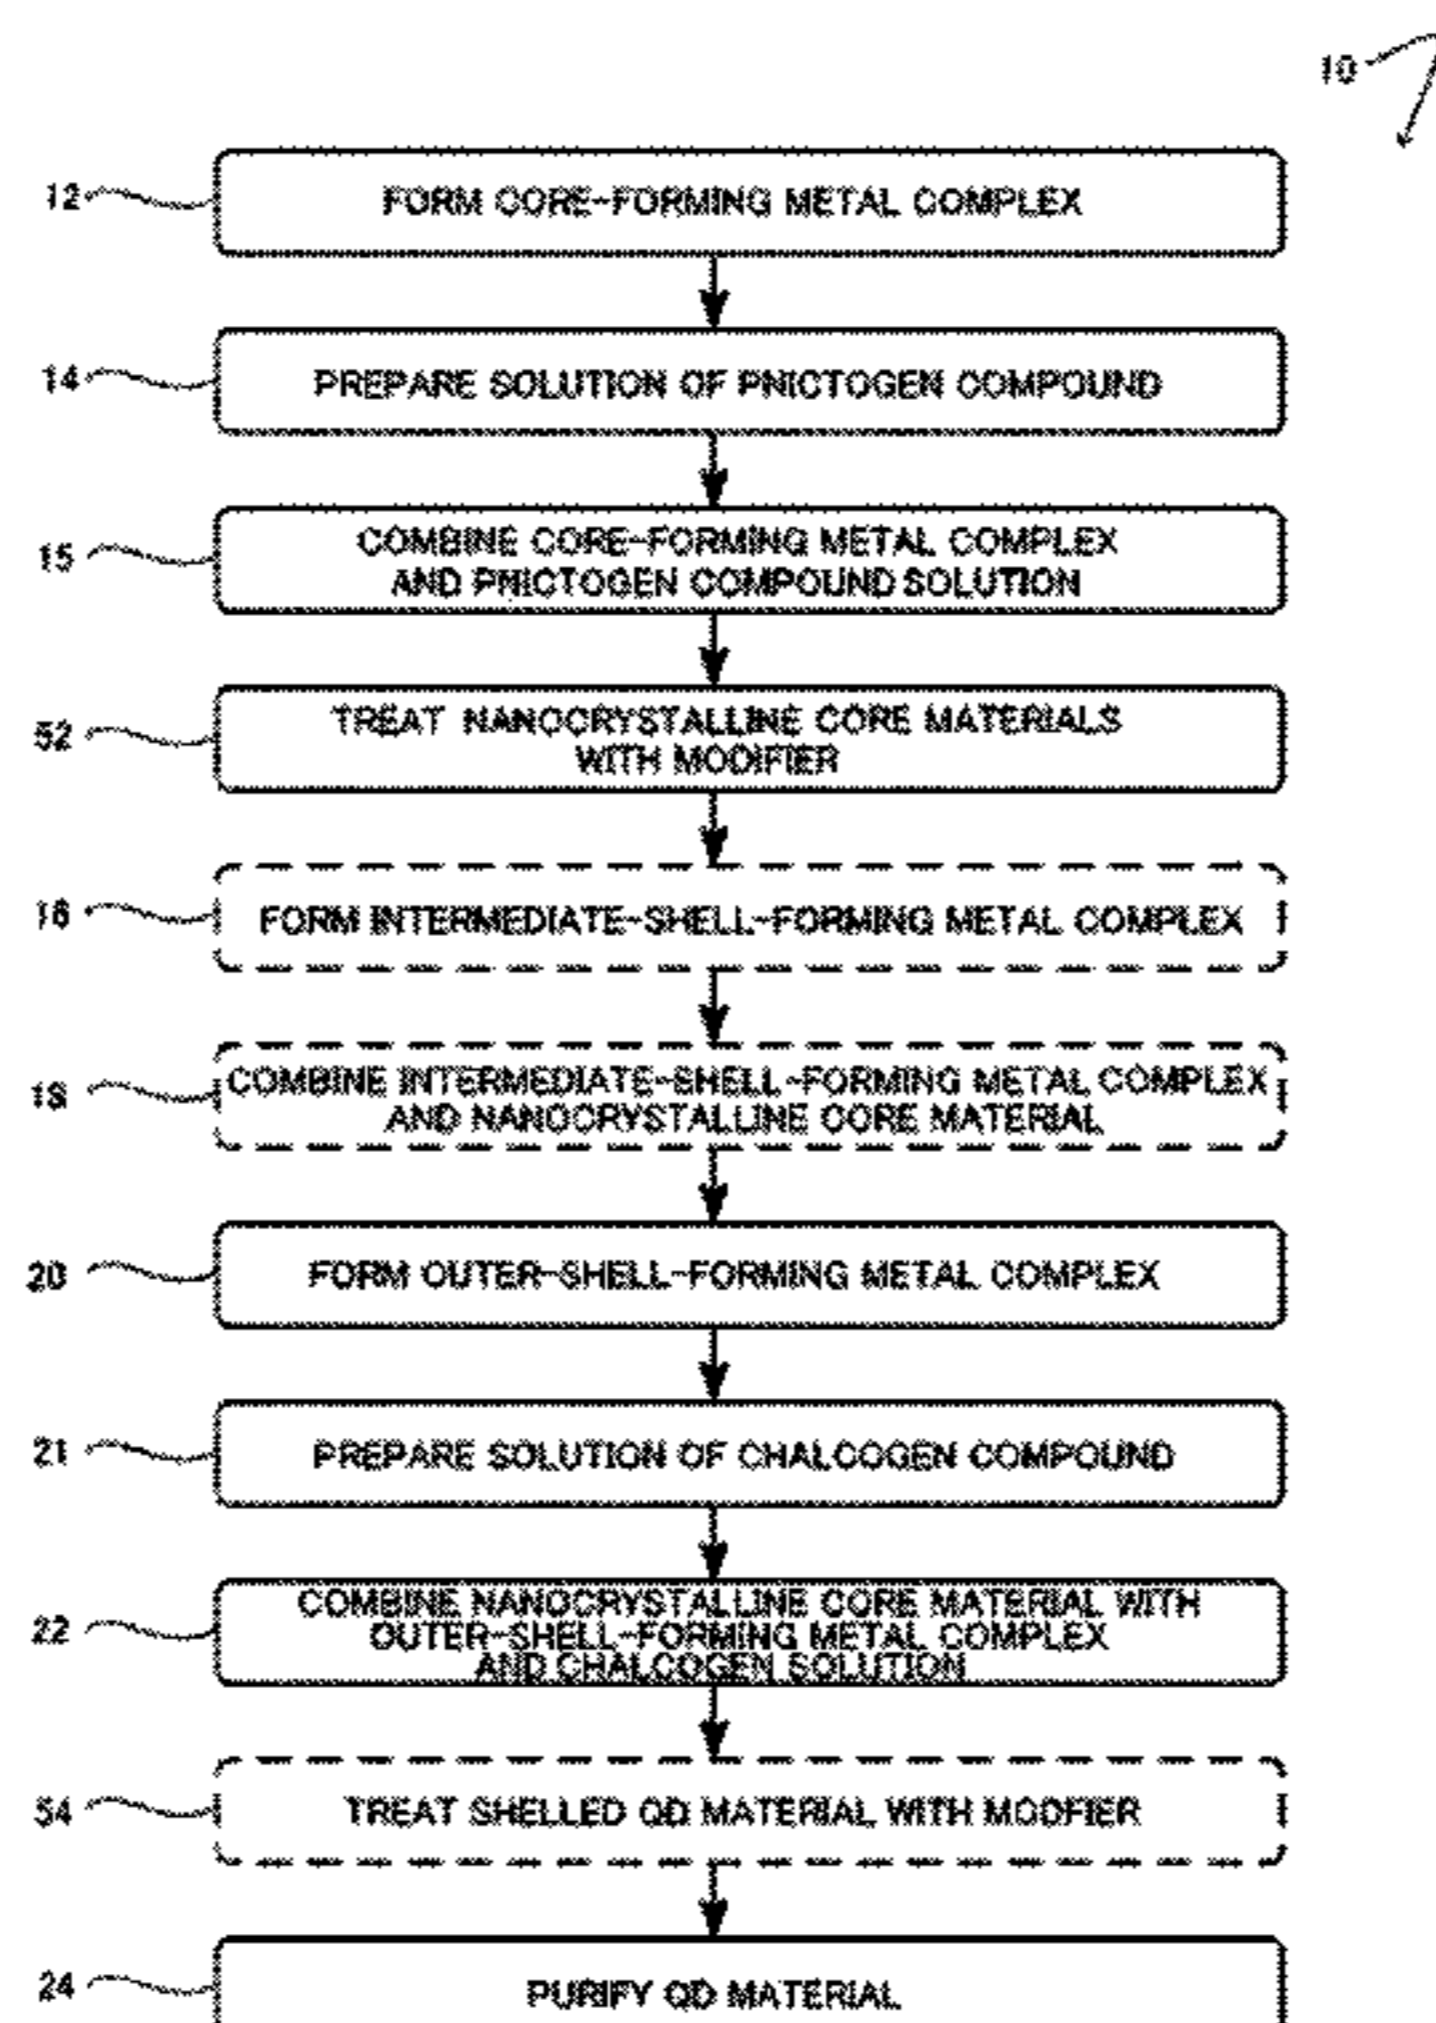 10
12 FORM CORE-FORMING METAL COMPLEX
14 PREPARE SOLUTION OF PNICTOGEN COMPOUND
15 COMBINE CORE-FORMING METAL COMPLEX
AND PNICTOGEN COMPOUND SOLUTION
52 TREAT NANOCRYSTALLINE CORE MATERIALS
WITH MODIFIER
16 FORM INTERMEDIATE-SHELL-FORMING METAL COMPLEX
18 COMBINE INTERMEDIATE-SHELL-FORMING METAL COMPLEX
AND NANOCRYSTALLINE CORE MATERIAL
20 FORM OUTER-SHELL-FORMING METAL COMPLEX
21 PREPARE SOLUTION OF CHALCOGEN COMPOUND
22 COMBINE NANOCRYSTALLINE CORE MATERIAL WITH
OUTER-SHELL-FORMING METAL COMPLEX
AND CHALCOGEN SOLUTION
54 TREAT SHELLED QD MATERIAL WITH MODFIER
24 PURIFY QD MATERIAL